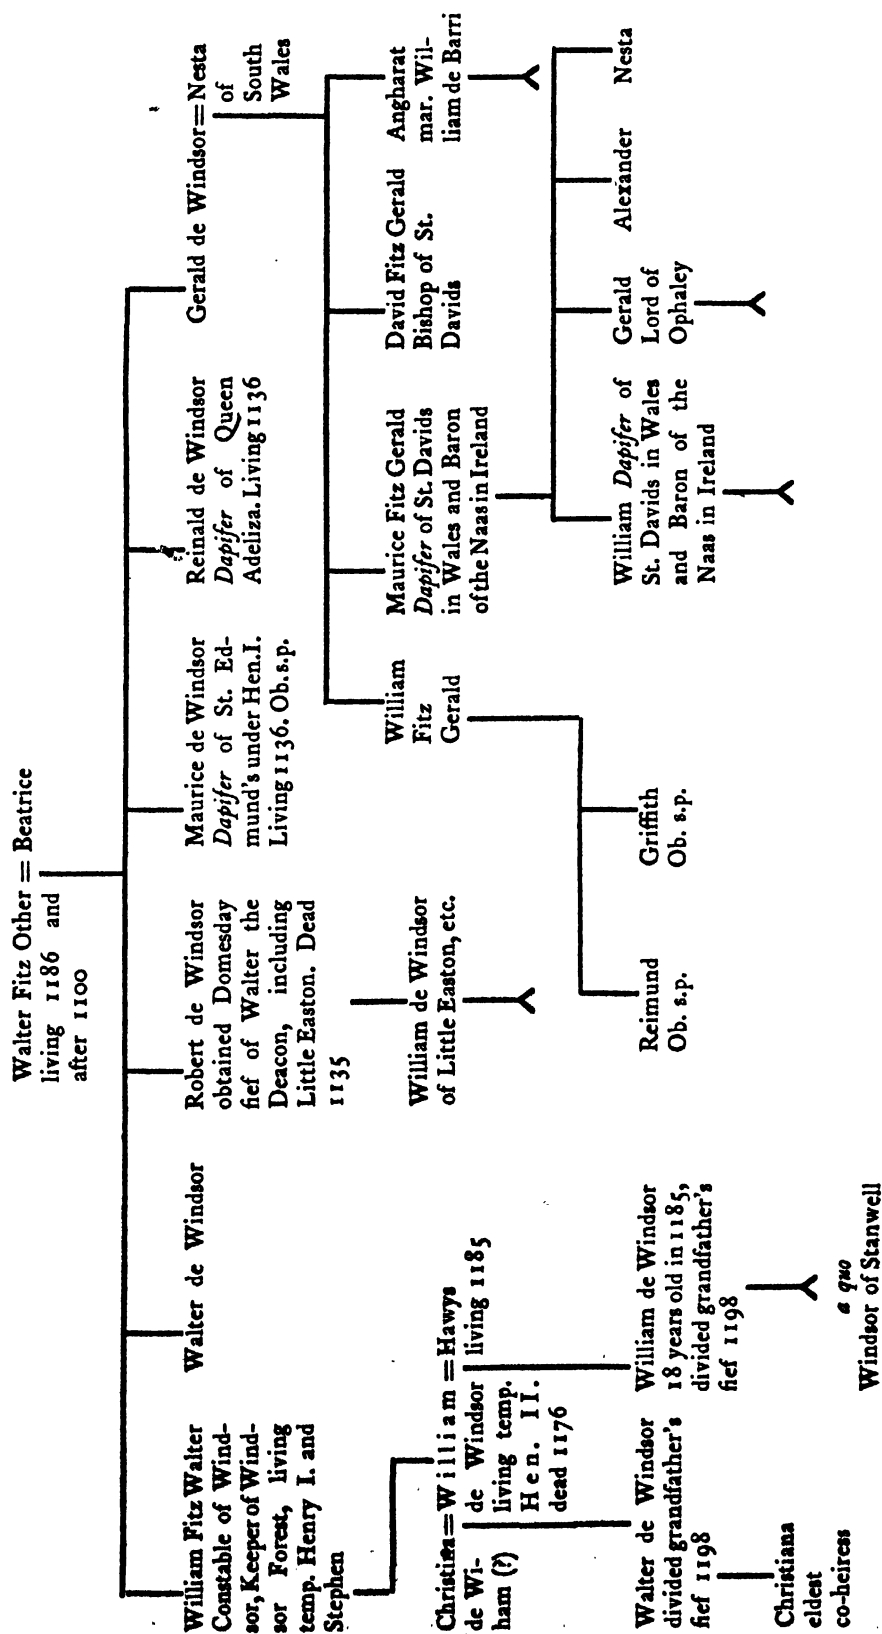 Walter Fitz Other = Beatrice
living 1186 and
after 1100
William Fitz Walter
Constable of Wind-
sor, Keeper of Wind-
sor Forest, living
temp. Henry I. and
Stephen
Walter de Windsor
Robert de Windsor
obtained Domesday
fief of Walter the
Deacon, including
Little Easton. Dead
1135
Maurice de Windsor
Dapifer of St. Ed-
mund's under Hen.I.
Living 1136. Ob.s.p.
Reinald de Windsor
Dapifer of Queen
Adeliza. Living 1136
Gerald de Windsor = Nesta
of
South
Wales
Christina = William = Hawys
de Wi-
ham (?)
de Windsor
living temp.
Hen. II.
dead 1176
living 1185
William de Windsor
of Little Easton, etc.
William
Fitz
Gerald
Maurice Fitz Gerald
Dapifer of St. Davids
in Wales and Baron
of the Naas in Ireland
David Fitz Gerald
Bishop of St.
Davids
Angharat
mar. Wil-
liam de Barri
Walter de Windsor
divided grandfather's
fief 1198
William de Windsor
18 years old in 1185,
divided grandfather's
fief 1198
Reimund
Ob. s.p.
Griffith
Ob. s.p.
William Dapifer of
St. Davids in Wales
and Baron of the
Naas in Ireland
Gerald
Lord of
Ophaley
Alexander
Nesta
Christiana
eldest
co-heiress
a quo
Windsor of Stanwell